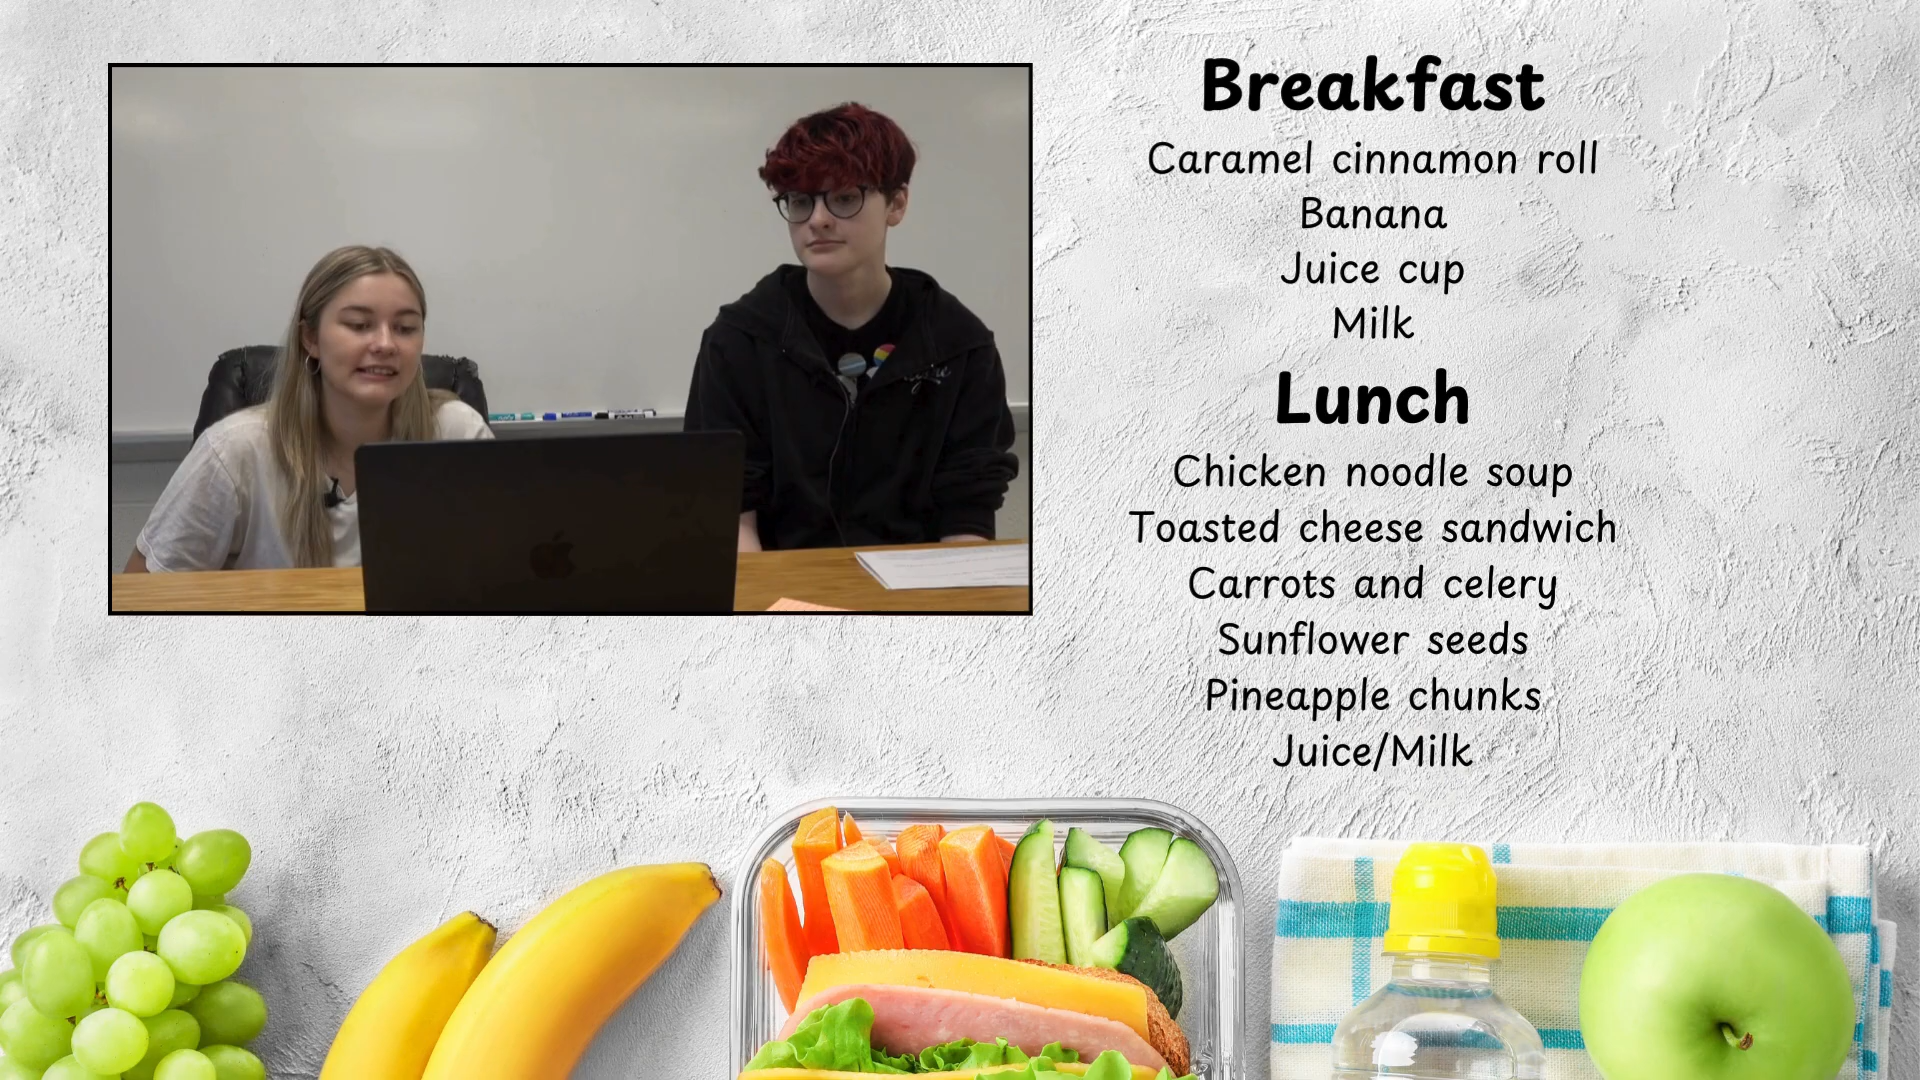 Breakfast
Caramel cinnamon roll
Banana
Juice cup
Milk
Lunch
Chicken noodle soup
Toasted cheese sandwich
Carrots and celery
Sunflower seeds
Pineapple chunks
Juice/Milk